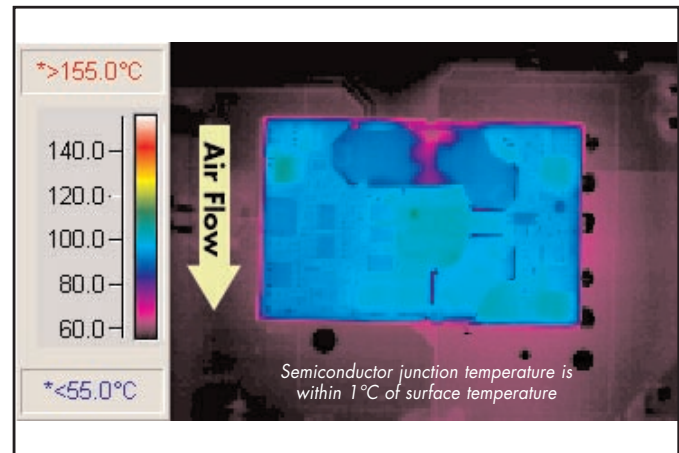 *>155.0°C
140.0
120.0
100.0
80.0
60.0
*<55.0°C
Air Flow
Semiconductor junction temperature is
within 1°C of surface temperature